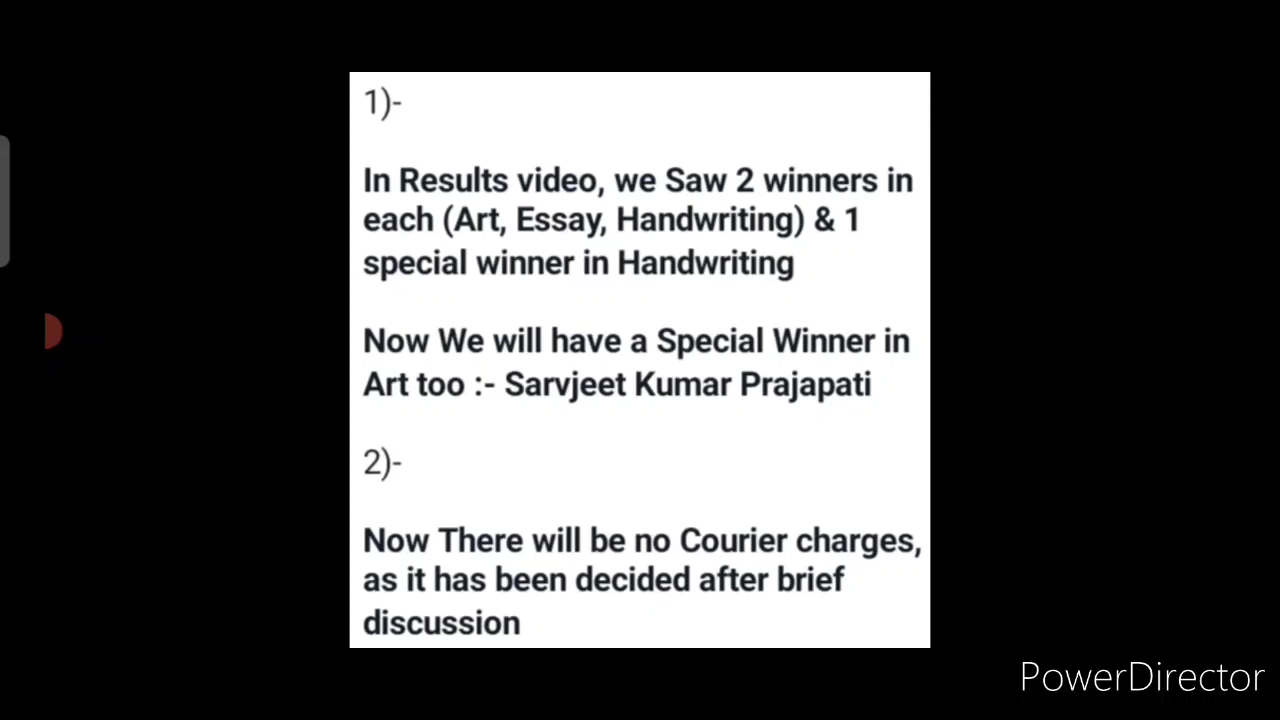 1)-
In Results video, we Saw 2 winners in
each (Art, Essay, Handwriting) & 1
special winner in Handwriting
Now We will have a Special Winner in
Art too :- Sarvjeet Kumar Prajapati
2)-
Now There will be no Courier charges,
as it has been decided after brief
discussion
PowerDirector